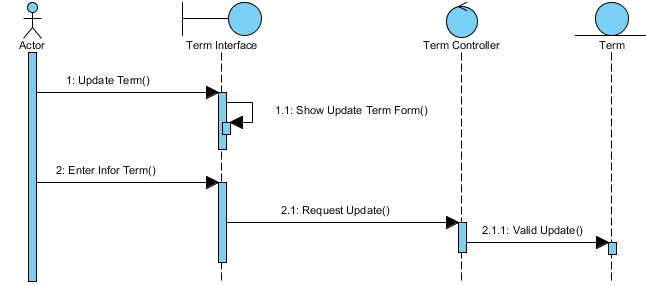 Actor
Term Interface
Term Controller
Term
1: Update Term()
1.1: Show Update Term Form()
2: Enter Infor Term()
2.1: Request Update()
2.1.1: Valid Update()